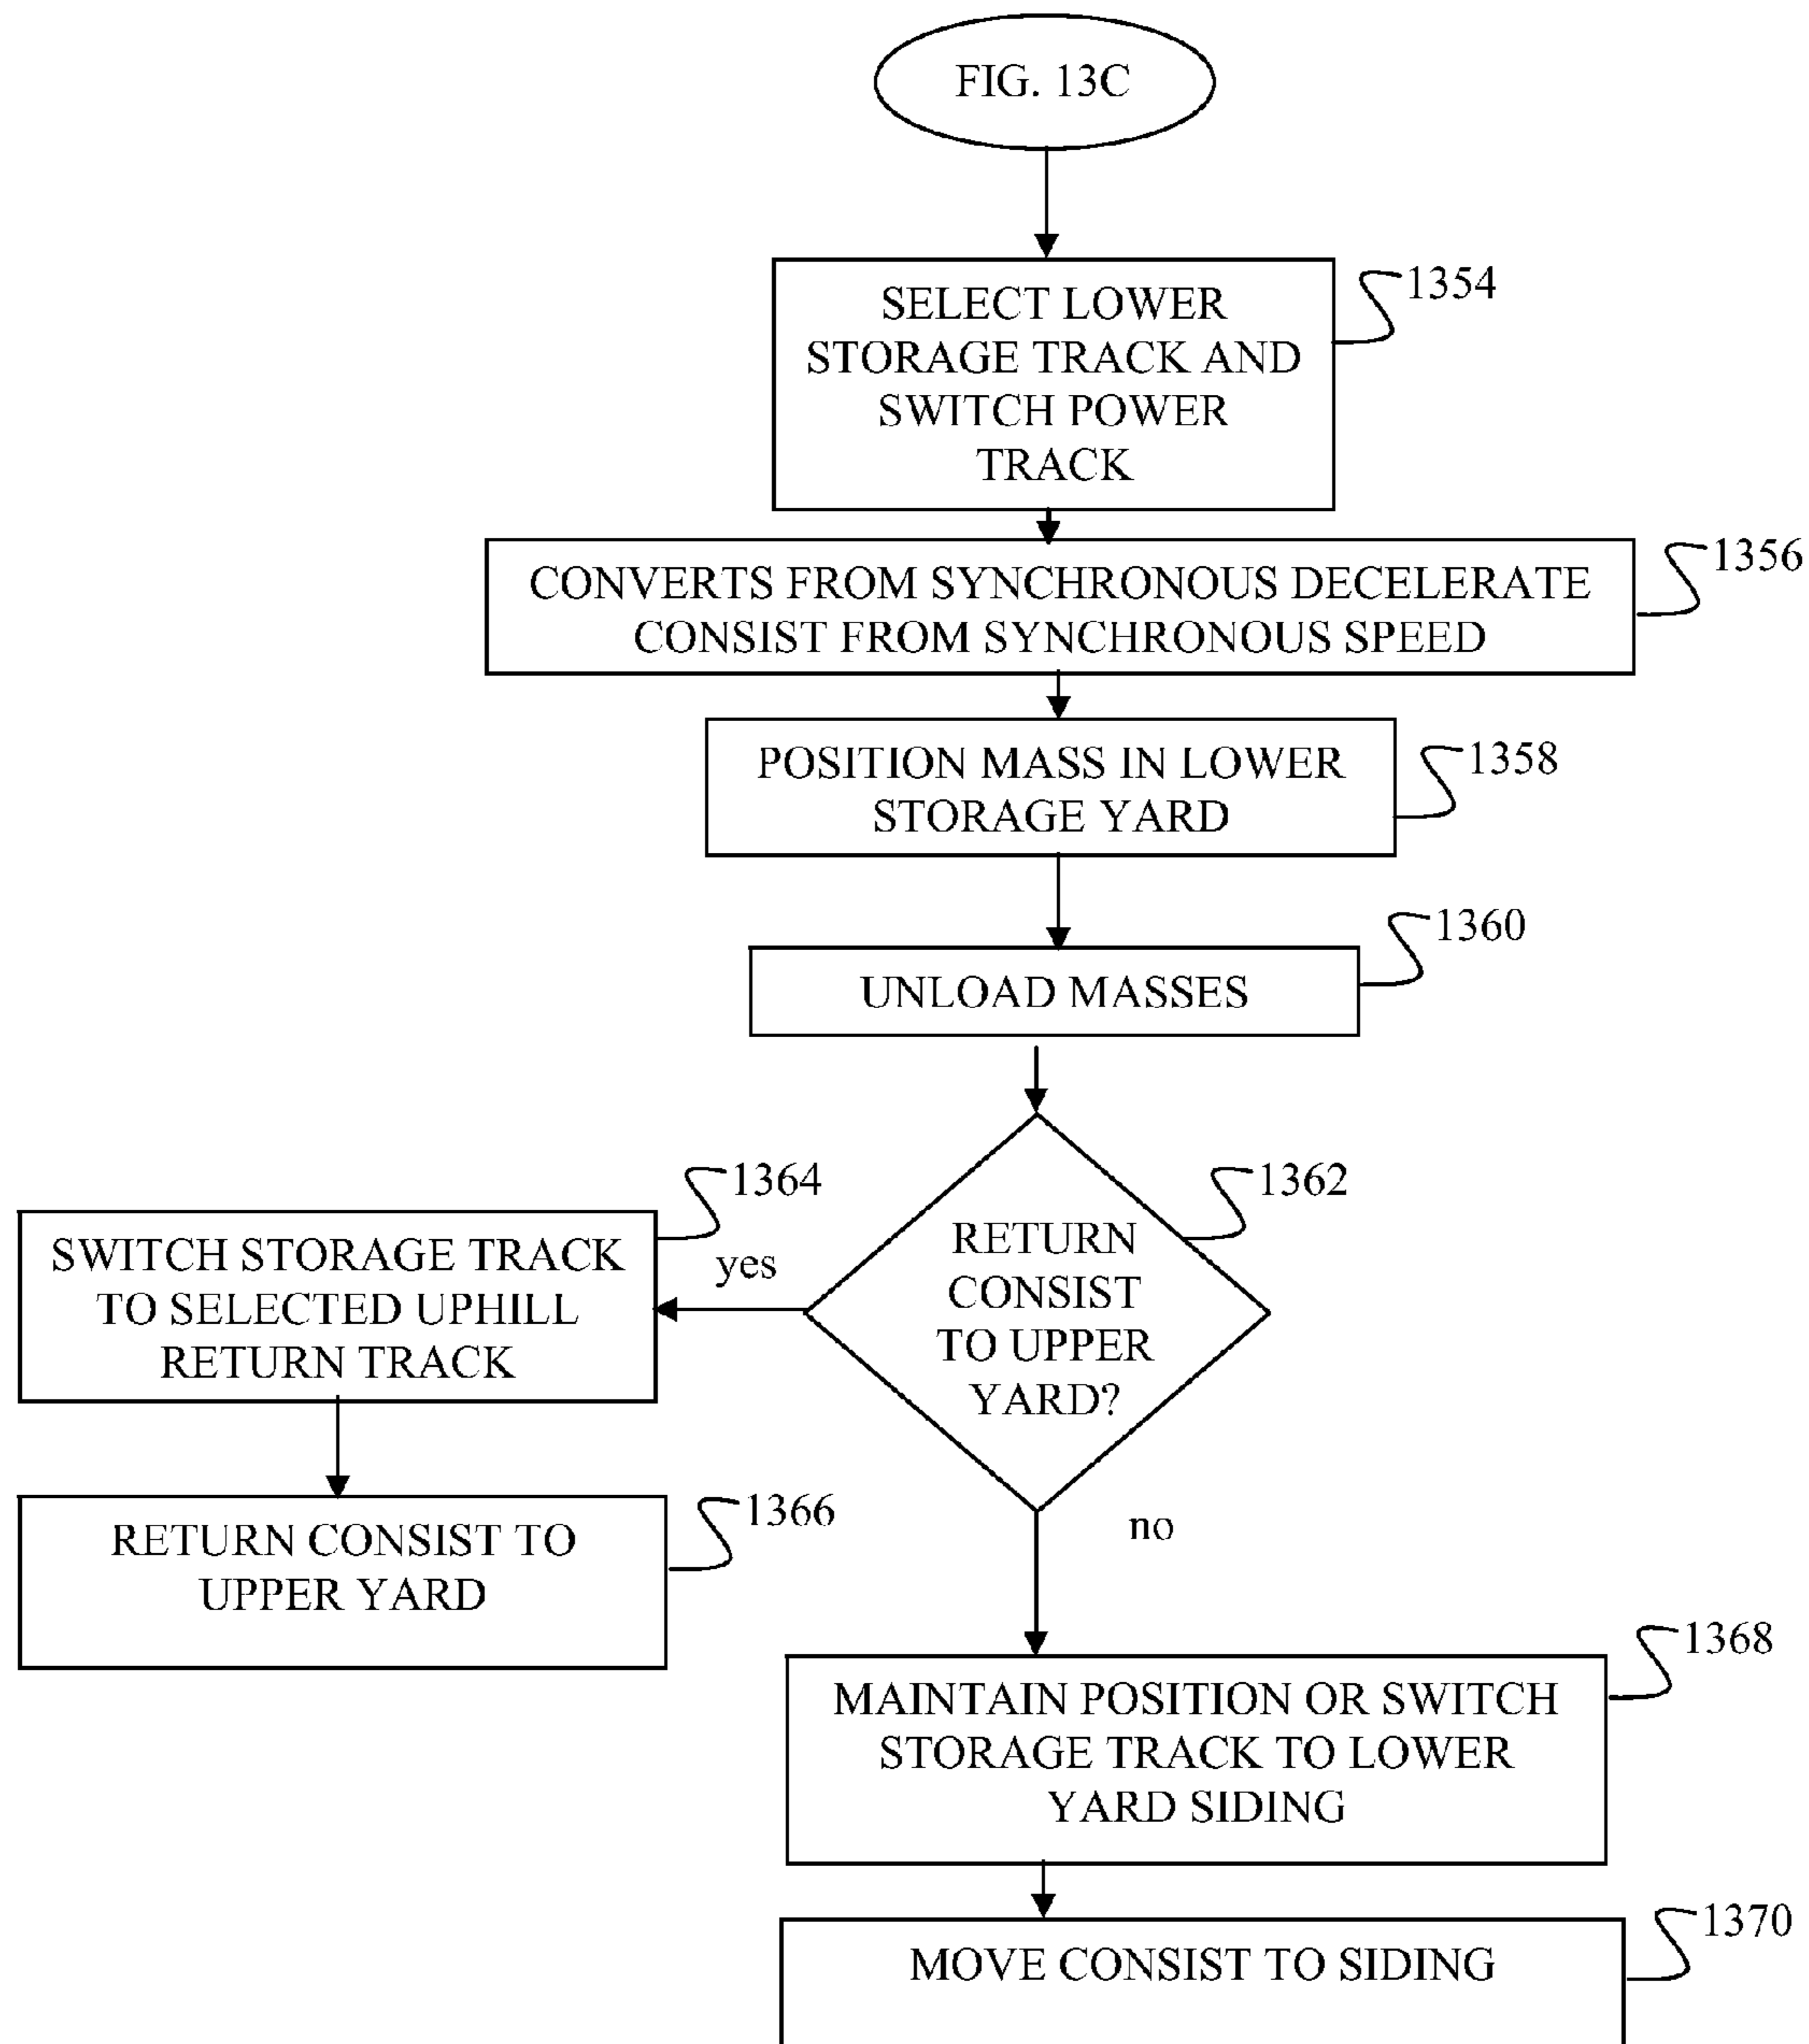 FIG. 13C
1354
SELECT LOWER
STORAGE TRACK AND
SWITCH POWER
TRACK
1356
CONVERTS FROM SYNCHRONOUS DECELERATE
CONSIST FROM SYNCHRONOUS SPEED
1358
POSITION MASS IN LOWER
STORAGE YARD
1360
UNLOAD MASSES
1364
1362
SWITCH STORAGE TRACK
TO SELECTED UPHILL
RETURN TRACK
yes
RETURN
CONSIST
TO UPPER
YARD?
1366
RETURN CONSIST TO
UPPER YARD
no
1368
MAINTAIN POSITION OR SWITCH
STORAGE TRACK TO LOWER
YARD SIDING
1370
MOVE CONSIST TO SIDING